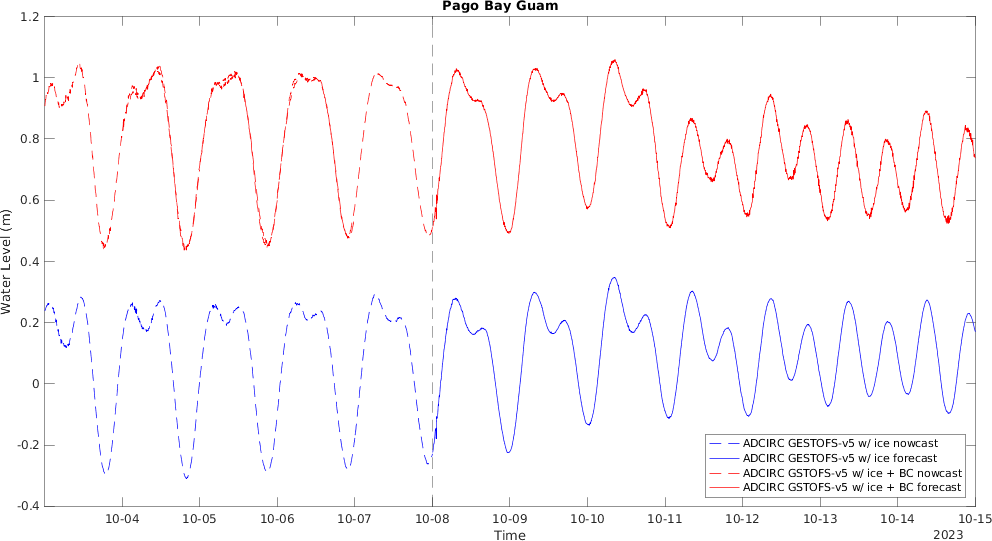 Pago Bay Guam
1.2
1
0.8
0.6
0.4
0.2
0
-0.2
-0.4
Water Level (m)
ADCIRC GESTOFS-v5 w/ ice nowcast
ADCIRC GESTOFS-v5 w/ ice forecast
ADCIRC GSTOFS-v5 w/ ice + BC nowcast
ADCIRC GSTOFS-v5 w/ ice + BC forecast
10-04 10-05 10-06 10-07 10-08 10-09 10-10 10-11 10-12 10-13 10-14 10-15
Time
2023